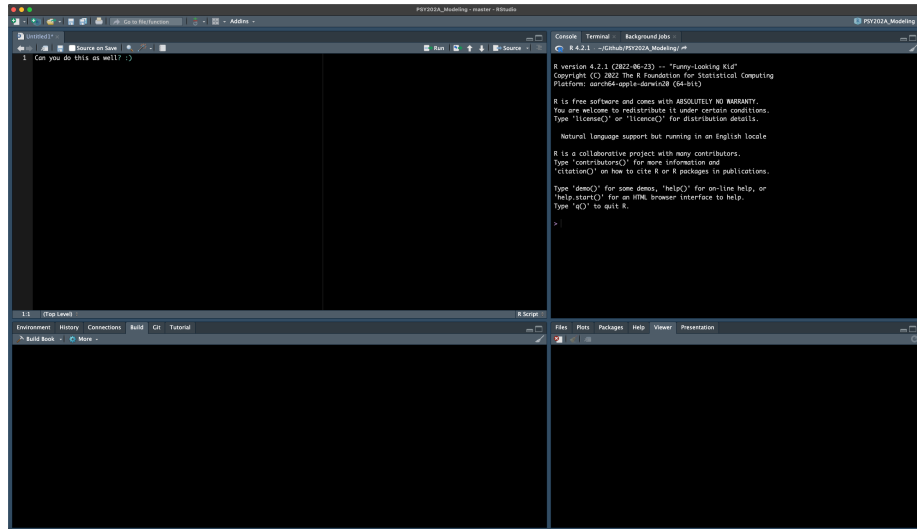 PSY202A_Modeling - master - RStudio
Go to file/function
Addins
PSY202A_Modeling
Untitled1*
Source on Save
Run
Source
1 Can you do this as well? :)
1:1 (Top Level)
R Script
Console Terminal Background Jobs
R 4.2.1 · ~/Github/PSY202A_Modeling/
R version 4.2.1 (2022-06-23) -- "Funny-Looking Kid"
Copyright (C) 2022 The R Foundation for Statistical Computing
Platform: aarch64-apple-darwin20 (64-bit)
R is free software and comes with ABSOLUTELY NO WARRANTY.
You are welcome to redistribute it under certain conditions.
Type 'license()' or 'licence()' for distribution details.
Natural language support but running in an English locale
R is a collaborative project with many contributors.
Type 'contributors()' for more information and
'citation()' on how to cite R or R packages in publications.
Type 'demo()' for some demos, 'help()' for on-line help, or
'help.start()' for an HTML browser interface to help.
Type 'q()' to quit R.
>
Environment History Connections Build Git Tutorial
Build Book More
Files Plots Packages Help Viewer Presentation